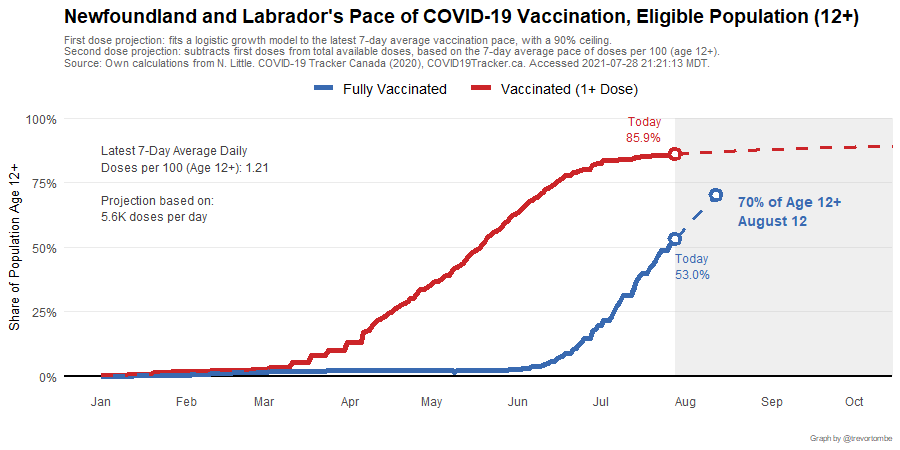 Newfoundland and Labrador's Pace of COVID-19 Vaccination, Eligible Population (12+)
First dose projection: fits a logistic growth model to the latest 7-day average vaccination pace, with a 90% ceiling.
Second dose projection: subtracts first doses from total available doses, based on the 7-day average pace of doses per 100 (age 12+).
Source: Own calculations from N. Little. COVID-19 Tracker Canada (2020), COVID19Tracker.ca. Accessed 2021-07-28 21:21:13 MDT.
Fully Vaccinated
Vaccinated (1+ Dose)
Share of Population Age 12+
100%
75%
50%
25%
0%
Latest 7-Day Average Daily
Doses per 100 (Age 12+): 1.21
Projection based on:
5.6K doses per day
Today
85.9%
70% of Age 12+
August 12
Today
53.0%
Jan
Feb
Mar
Apr
May
Jun
Jul
Aug
Sep
Oct
Graph by @trevortombe